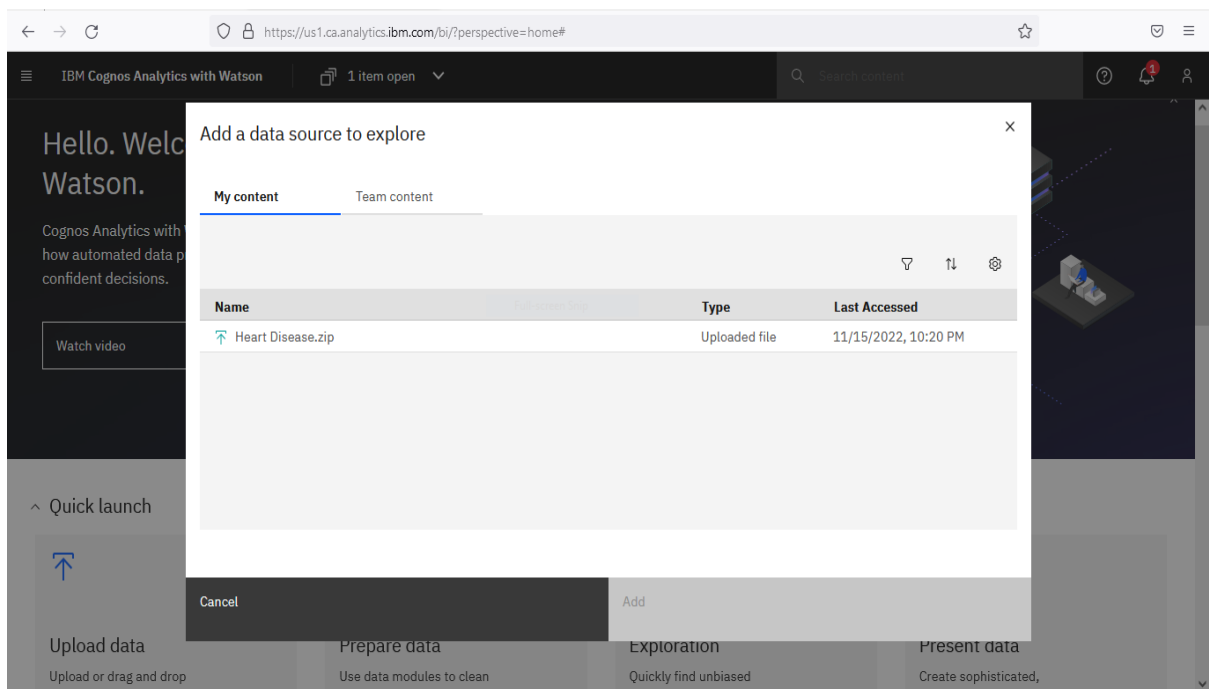 https://us1.ca.analytics.ibm.com/bi/?perspective=home#
IBM Cognos Analytics with Watson
1 item open
Search content
1
Hello. Welc
Watson.
Cognos Analytics with
how automated data p
confident decisions.
Watch video
Add a data source to explore
My content Team content
Name Type Last Accessed
Heart Disease.zip Uploaded file 11/15/2022, 10:20 PM
Cancel Add
Quick launch
Upload data Prepare data Exploration Present data
Upload or drag and drop Use data modules to clean Quickly find unbiased Create sophisticated,